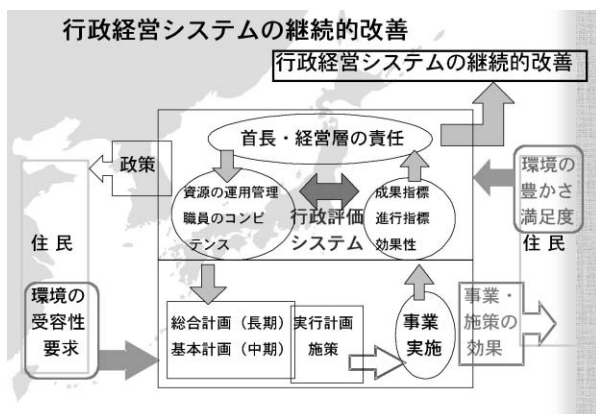 行政経営システムの継続的改善
行政経営システムの継続的改善
首長・経営層の責任
政策
資源の運用管理
職員のコンピ
テンス
行政評価
システム
成果指標
進行指標
効果性
環境の
豊かさ
満足度
住 民
住 民
環境の
受容性
要求
総合計画（長期）
基本計画（中期）
実行計画
施策
事業
実施
事業・
施策の
効果